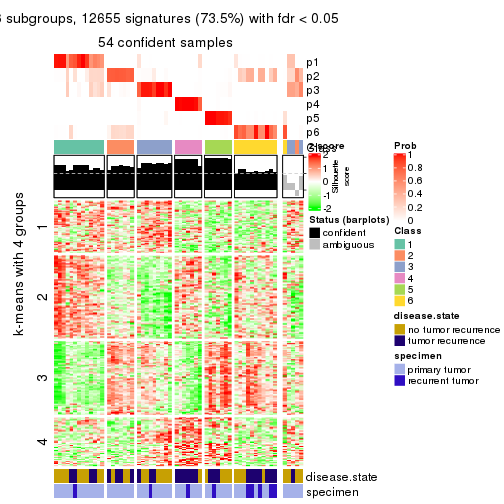 6 subgroups, 12655 signatures (73.5%) with fdr < 0.05
54 confident samples
p1
p2
p3
p4
p5
p6
Class
z-score
2
1
0
-1
-2
Silhouette
score
Prob
1
0.8
0.6
0.4
0.2
0
Status (barplots)
confident
ambiguous
Class
1
2
3
4
5
6
disease.state
no tumor recurrence
tumor recurrence
specimen
primary tumor
recurrent tumor
k-means with 4 groups
1
2
3
4
disease.state
specimen